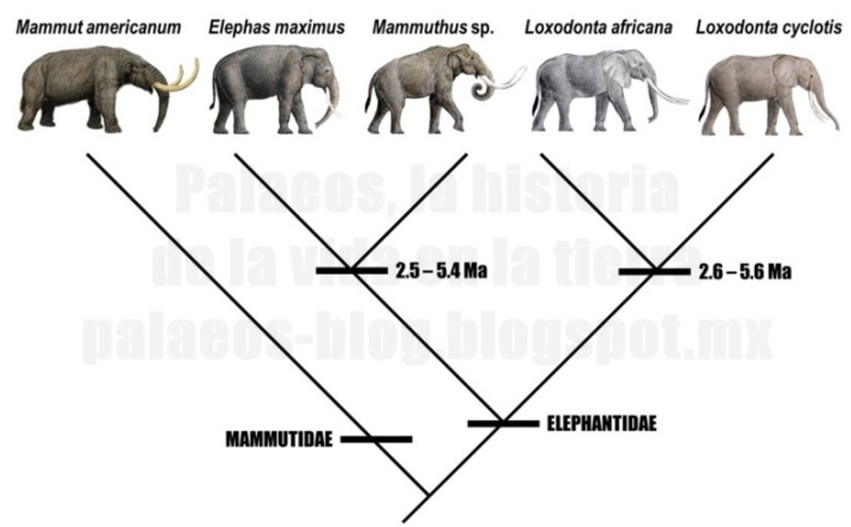 Mammut americanum Elephas maximus Mammuthus sp. Loxodonta africana Loxodonta cyclotis
Palaeos, la historia
de la vida en la tierra
2.5 – 5.4 Ma 2.6 – 5.6 Ma
palaeos-blog.blogspot.mx
MAMMUTIDAE ELEPHANTIDAE